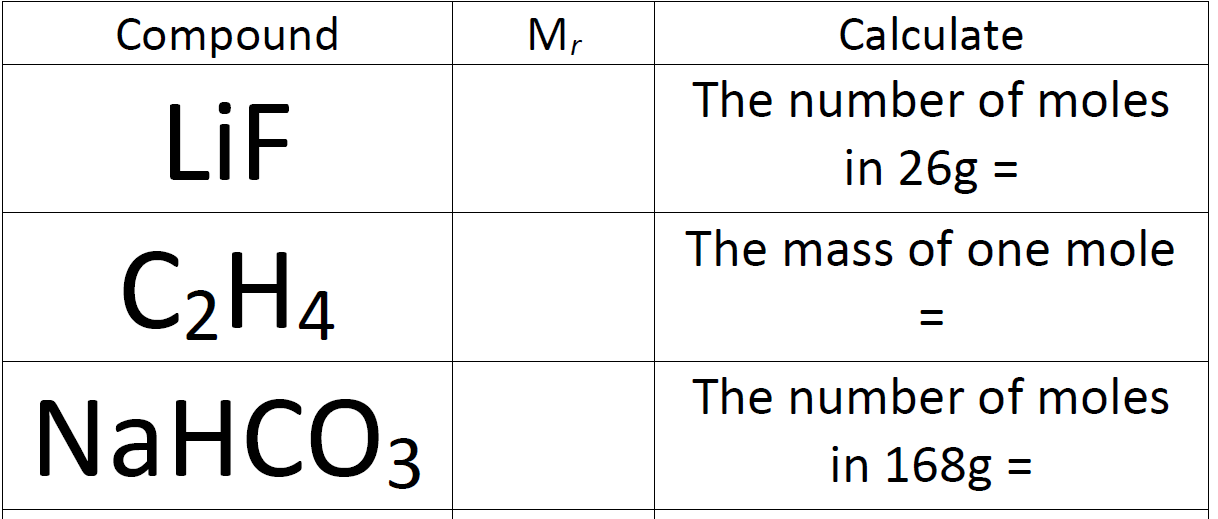 Compound Mᵣ Calculate
LiF The number of moles
in 26g =
C₂H₄ The mass of one mole
=
NaHCO₃ The number of moles
in 168g =